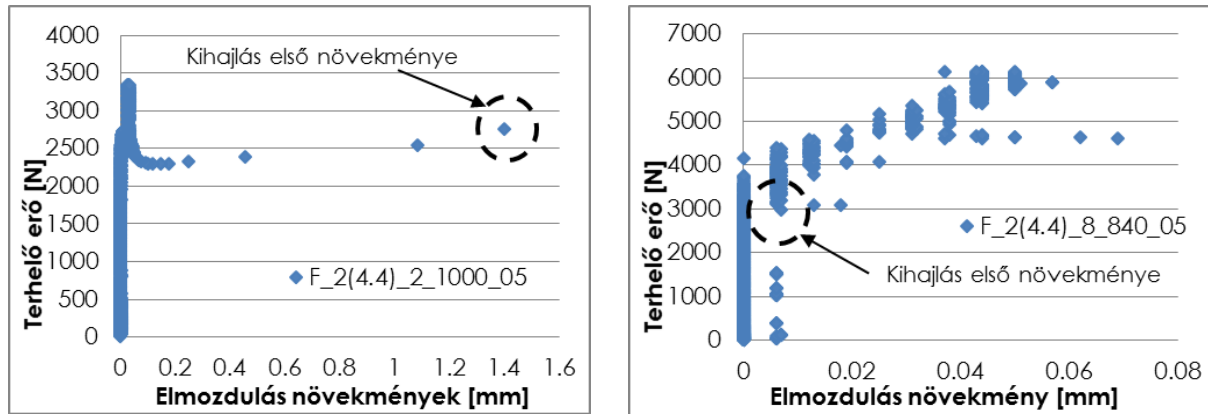 4000
3500
3000
2500
2000
1500
1000
500
0
Terhelő erő [N]
Kihajlás első növekménye
F_2(4.4)_2_1000_05
0 0.2 0.4 0.6 0.8 1 1.2 1.4 1.6
Elmozdulás növekmények [mm]
7000
6000
5000
4000
3000
2000
1000
0
Terhelő erő [N]
F_2(4.4)_8_840_05
Kihajlás első növekménye
0 0.02 0.04 0.06 0.08
Elmozdulás növekmény [mm]